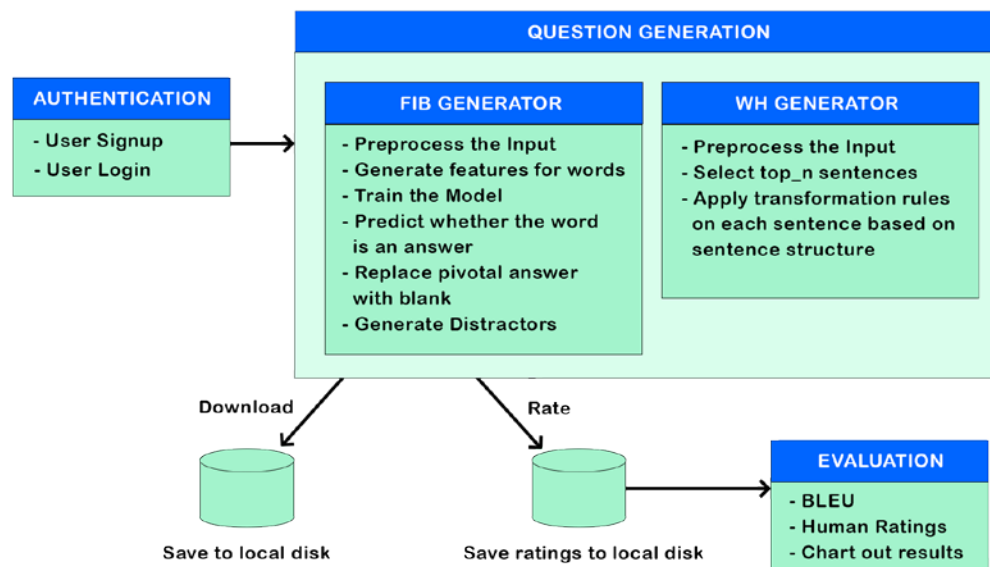 QUESTION GENERATION
AUTHENTICATION
- User Signup
- User Login
FIB GENERATOR
- Preprocess the Input
- Generate features for words
- Train the Model
- Predict whether the word
is an answer
- Replace pivotal answer
with blank
- Generate Distractors
WH GENERATOR
- Preprocess the Input
- Select top_n sentences
- Apply transformation rules
on each sentence based on
sentence structure
Download
Rate
Save to local disk
Save ratings to local disk
EVALUATION
- BLEU
- Human Ratings
- Chart out results